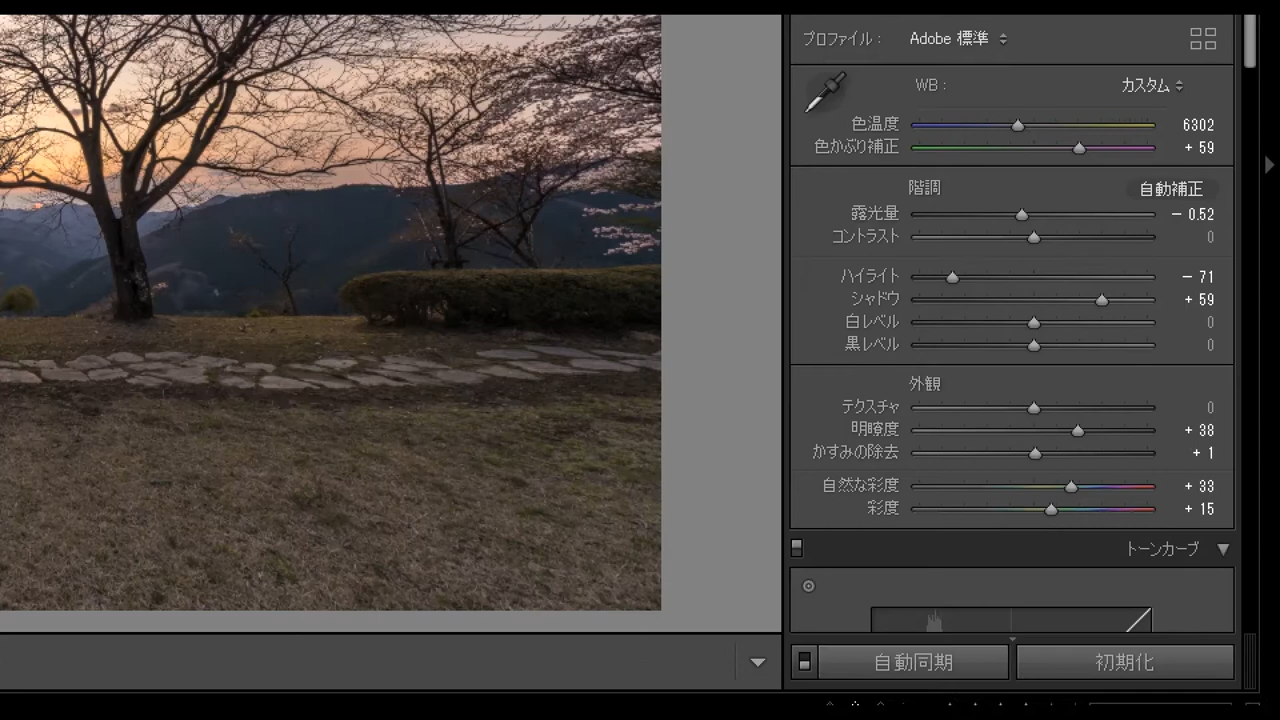 プロファイル : Adobe 標準
WB : カスタム
色温度 6302
色かぶり補正 + 59
階調 自動補正
露光量 − 0.52
コントラスト 0
ハイライト − 71
シャドウ + 59
白レベル 0
黒レベル 0
外観
テクスチャ 0
明瞭度 + 38
かすみの除去 + 1
自然な彩度 + 33
彩度 + 15
トーンカーブ
自動同期 初期化